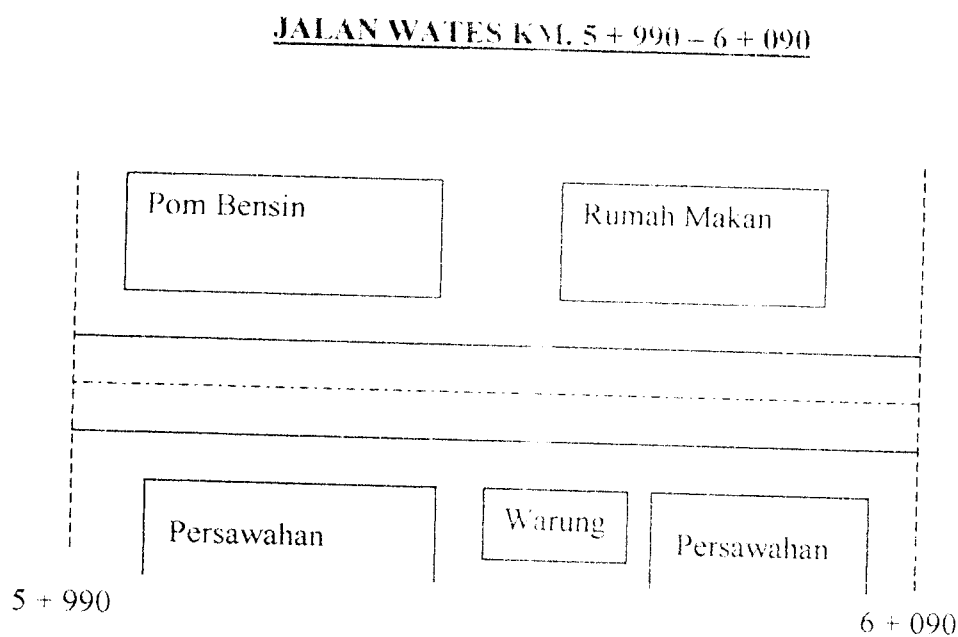 JALAN WATES KM. 5 + 990 – 6 + 090
Pom Bensin
Rumah Makan
Persawahan
Warung
Persawahan
5 + 990
6 + 090